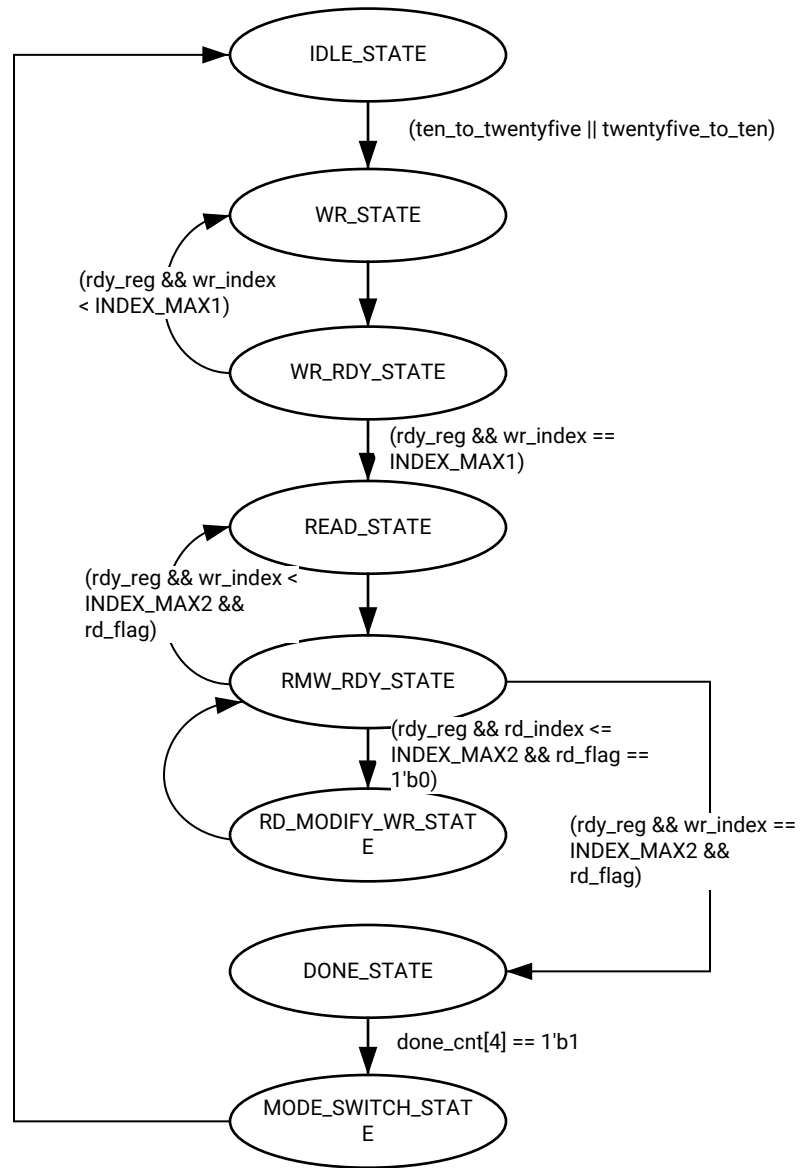 IDLE_STATE
(ten_to_twentyfive || twentyfive_to_ten)
WR_STATE
(rdy_reg && wr_index
< INDEX_MAX1)
WR_RDY_STATE
(rdy_reg && wr_index ==
INDEX_MAX1)
READ_STATE
(rdy_reg && wr_index <
INDEX_MAX2 &&
rd_flag)
RMW_RDY_STATE
(rdy_reg && rd_index <=
INDEX_MAX2 && rd_flag ==
1'b0)
RD_MODIFY_WR_STAT
E
(rdy_reg && wr_index ==
INDEX_MAX2 &&
rd_flag)
DONE_STATE
done_cnt[4] == 1'b1
MODE_SWITCH_STAT
E